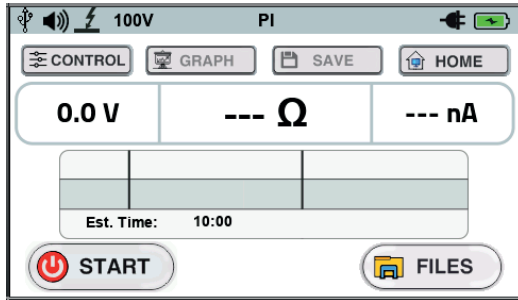 100V PI
CONTROL GRAPH SAVE HOME
0.0 V --- Ω --- nA
Est. Time: 10:00
START FILES